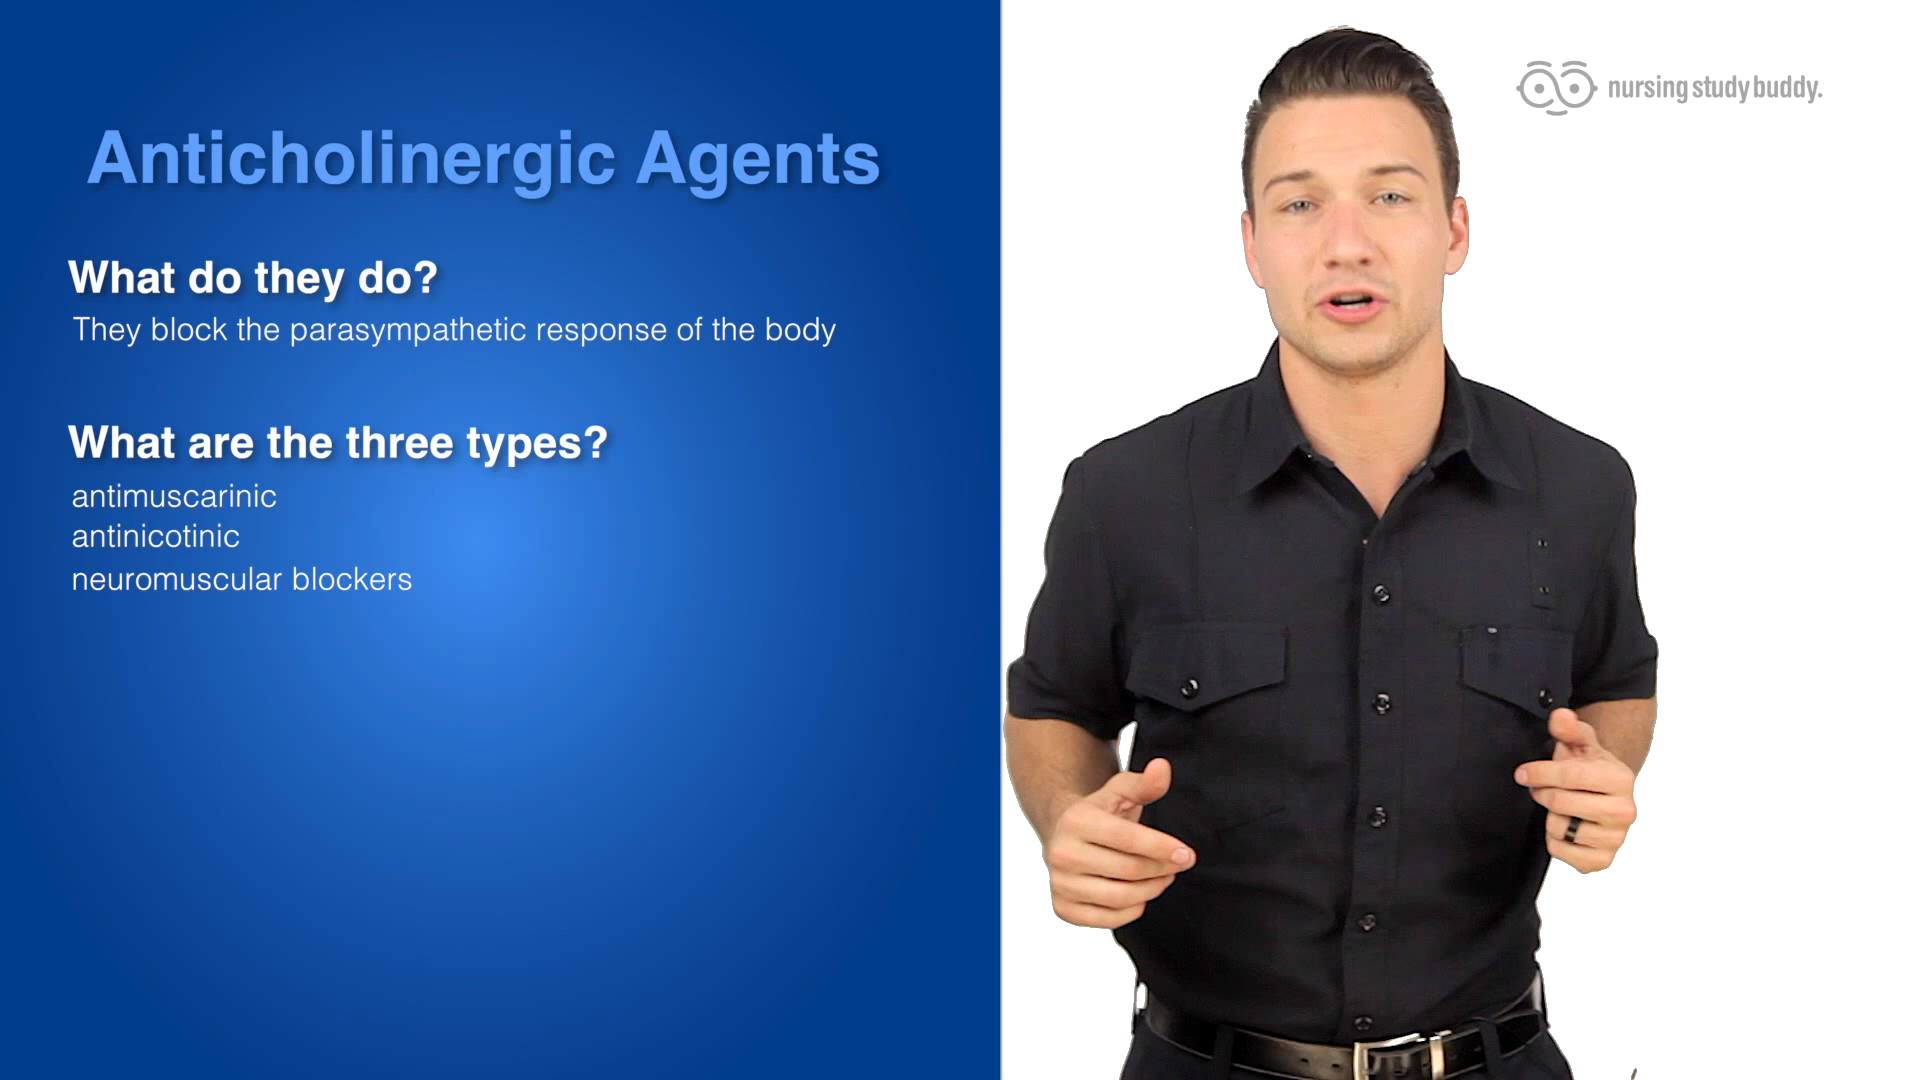 Anticholinergic Agents
What do they do?
They block the parasympathetic response of the body
What are the three types?
antimuscarinic
antinicotinic
neuromuscular blockers
nursing study buddy.